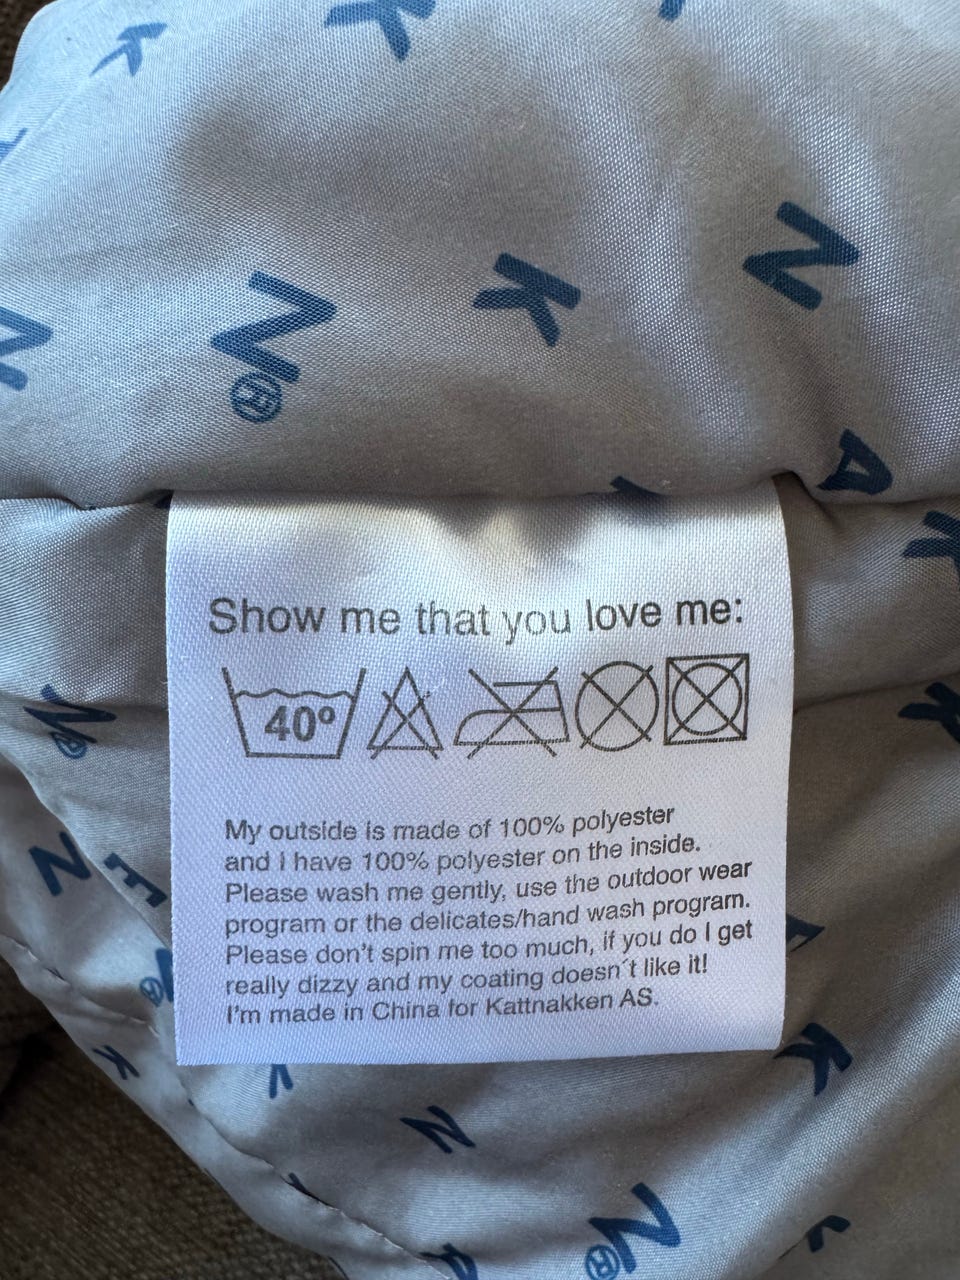 K
K
N
K
N
N®
N
A
K
Show me that you love me:
40º
N®
K
My outside is made of 100% polyester
and I have 100% polyester on the inside.
Please wash me gently, use the outdoor wear
program or the delicates/hand wash program.
Please don't spin me too much, if you do I get
really dizzy and my coating doesn´t like it!
I'm made in China for Kattnakken AS.
N
E
®
K
K
N
N®